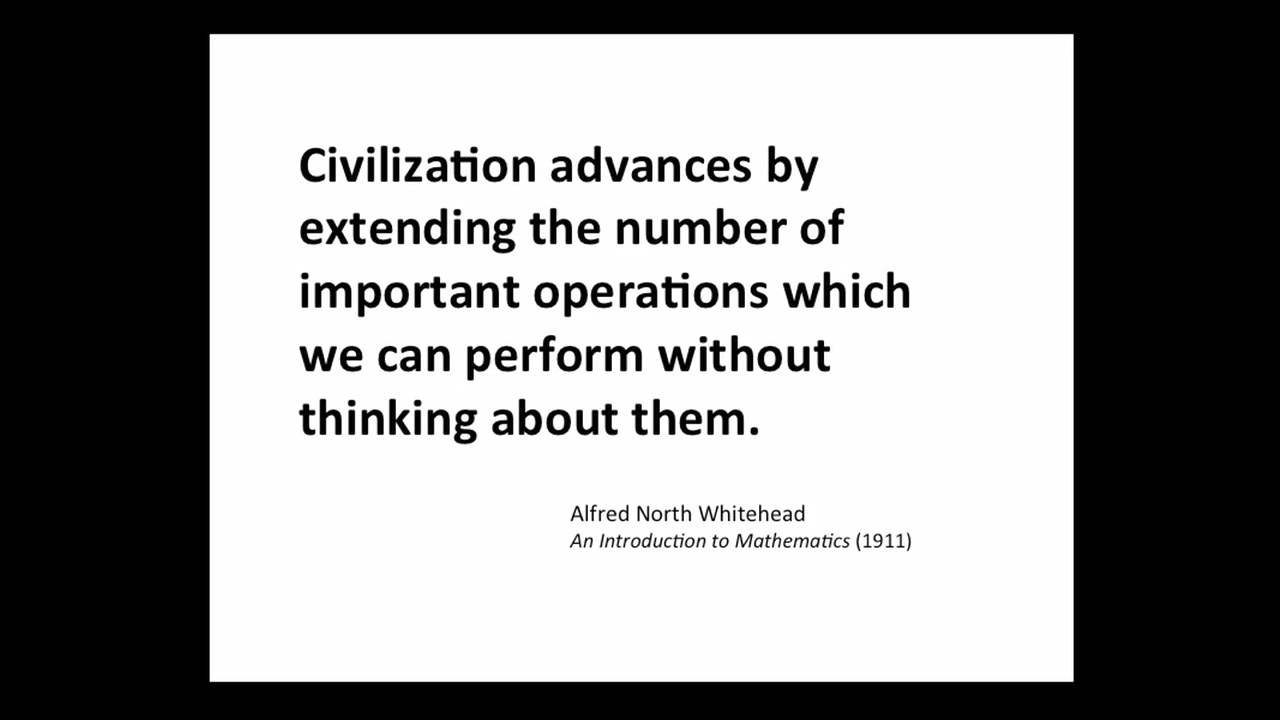 Civilization advances by
extending the number of
important operations which
we can perform without
thinking about them.
Alfred North Whitehead
An Introduction to Mathematics (1911)